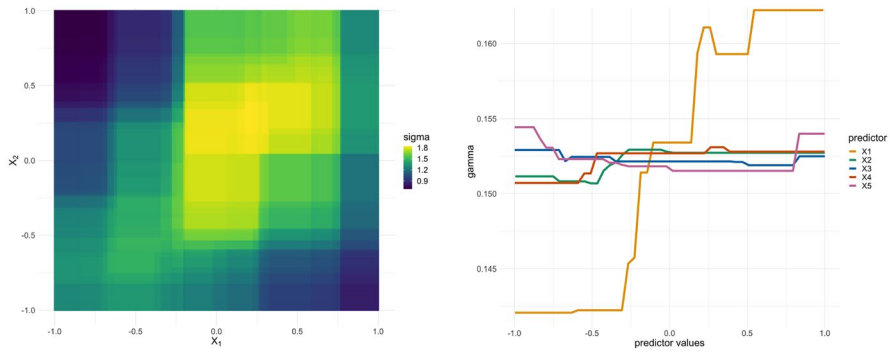 1.0
0.5
0.0
-0.5
-1.0
X2
-1.0 -0.5 0.0 0.5 1.0
X1
sigma
1.8
1.5
1.2
0.9
0.160
0.155
0.150
0.145
gamma
-1.0 -0.5 0.0 0.5 1.0
predictor values
predictor
X1
X2
X3
X4
X5